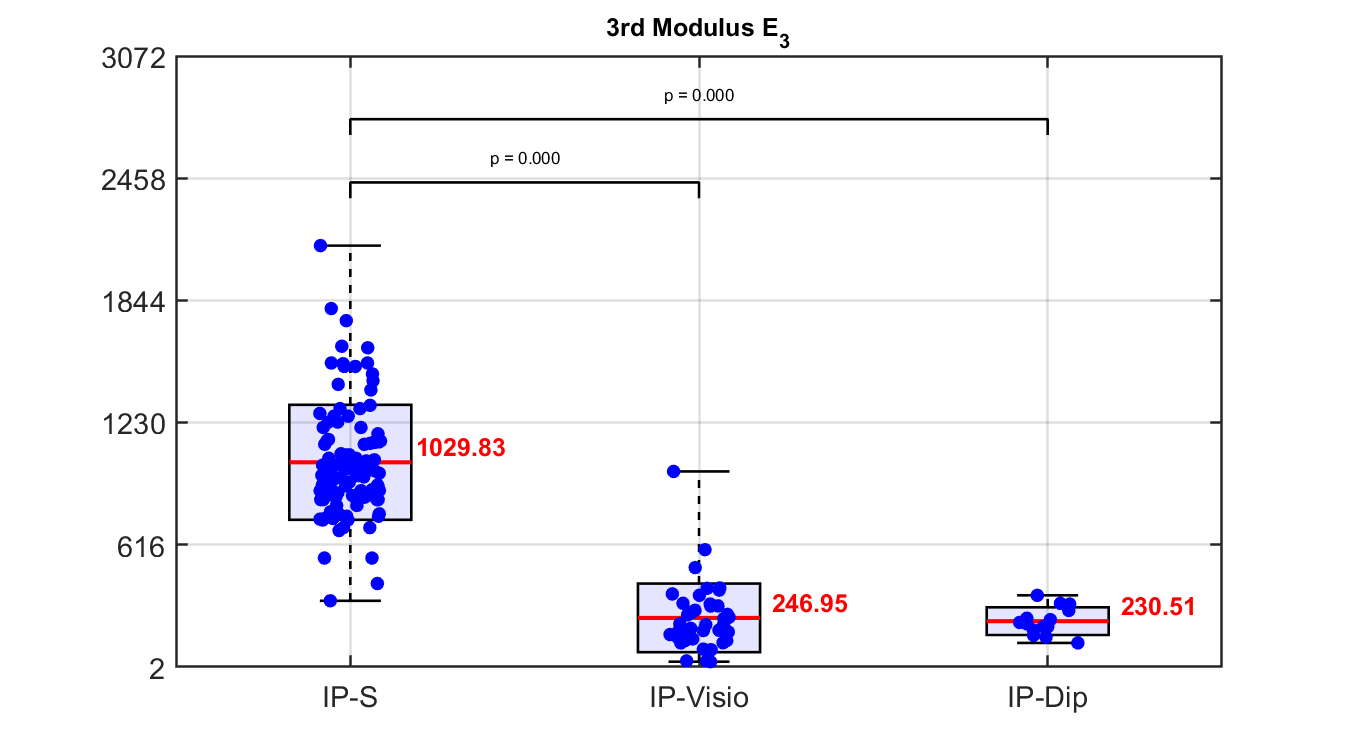 3rd Modulus E3
3072
p = 0.000
p = 0.000
2458
1844
1230
1029.83
616
246.95
230.51
2
IP-S
IP-Visio
IP-Dip